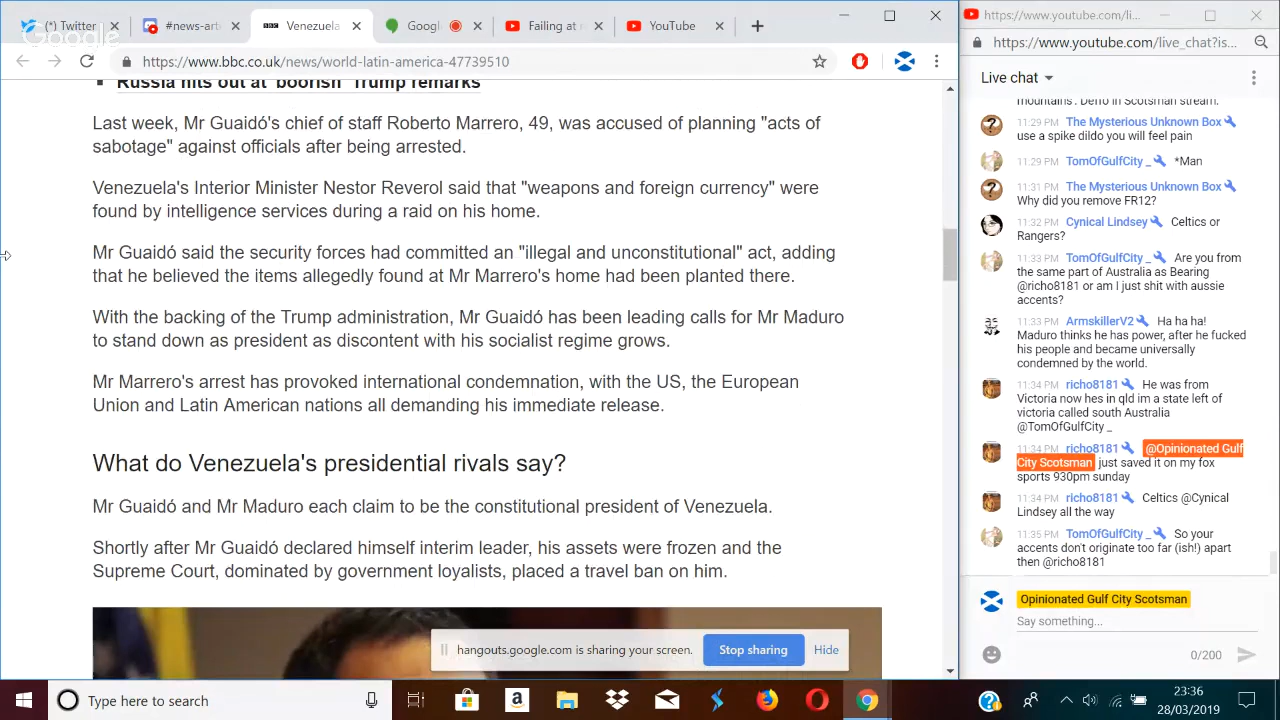 (*) Twitter
#news-arti
BBC
Venezuela
Googl
Falling at r
YouTube
Google
https://www.youtube.com/li...
https://www.bbc.co.uk/news/world-latin-america-47739510
https://www.youtube.com/live_chat?is...
Russia hits out at 'boorish' Trump remarks
Last week, Mr Guaidó's chief of staff Roberto Marrero, 49, was accused of planning "acts of
sabotage" against officials after being arrested.
Venezuela's Interior Minister Nestor Reverol said that "weapons and foreign currency" were
found by intelligence services during a raid on his home.
Mr Guaidó said the security forces had committed an "illegal and unconstitutional" act, adding
that he believed the items allegedly found at Mr Marrero's home had been planted there.
With the backing of the Trump administration, Mr Guaidó has been leading calls for Mr Maduro
to stand down as president as discontent with his socialist regime grows.
Mr Marrero's arrest has provoked international condemnation, with the US, the European
Union and Latin American nations all demanding his immediate release.
What do Venezuela's presidential rivals say?
Mr Guaidó and Mr Maduro each claim to be the constitutional president of Venezuela.
Shortly after Mr Guaidó declared himself interim leader, his assets were frozen and the
Supreme Court, dominated by government loyalists, placed a travel ban on him.
hangouts.google.com is sharing your screen.
Stop sharing
Hide
Live chat
mountains'. Deffo in Scotsman stream.
11:29 PM The Mysterious Unknown Box
use a spike dildo you will feel pain
11:29 PM TomOfGulfCity _ *Man
11:31 PM The Mysterious Unknown Box
Why did you remove FR12?
11:32 PM Cynical Lindsey Celtics or
Rangers?
11:33 PM TomOfGulfCity _ Are you from
the same part of Australia as Bearing
@richo8181 or am I just shit with aussie
accents?
11:33 PM ArmskillerV2 Ha ha ha!
Maduro thinks he has power, after he fucked
his people and became universally
condemned by the world.
11:34 PM richo8181 He was from
Victoria now hes in qld im a state left of
victoria called south Australia
@TomOfGulfCity _
11:34 PM richo8181 @Opinionated Gulf
City Scotsman just saved it on my fox
sports 930pm sunday
11:34 PM richo8181 Celtics @Cynical
Lindsey all the way
11:35 PM TomOfGulfCity _ So your
accents don't originate too far (ish!) apart
then @richo8181
Opinionated Gulf City Scotsman
Say something...
0/200
Type here to search
23:36
28/03/2019